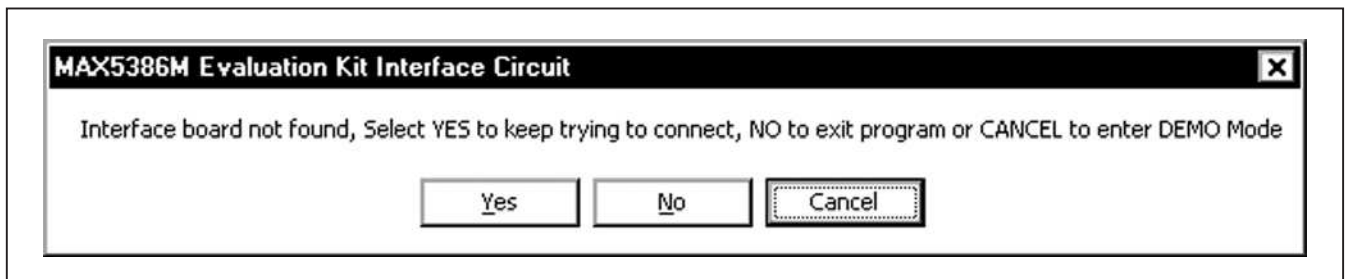 MAX5386M Evaluation Kit Interface Circuit
Interface board not found, Select YES to keep trying to connect, NO to exit program or CANCEL to enter DEMO Mode
Yes No Cancel